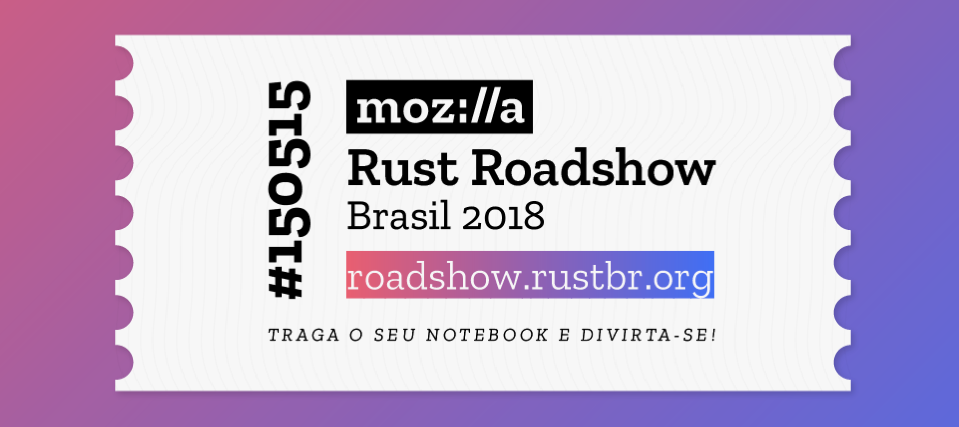 #150515
moz://a
Rust Roadshow
Brasil 2018
roadshow.rustbr.org
TRAGA O SEU NOTEBOOK E DIVIRTA-SE!